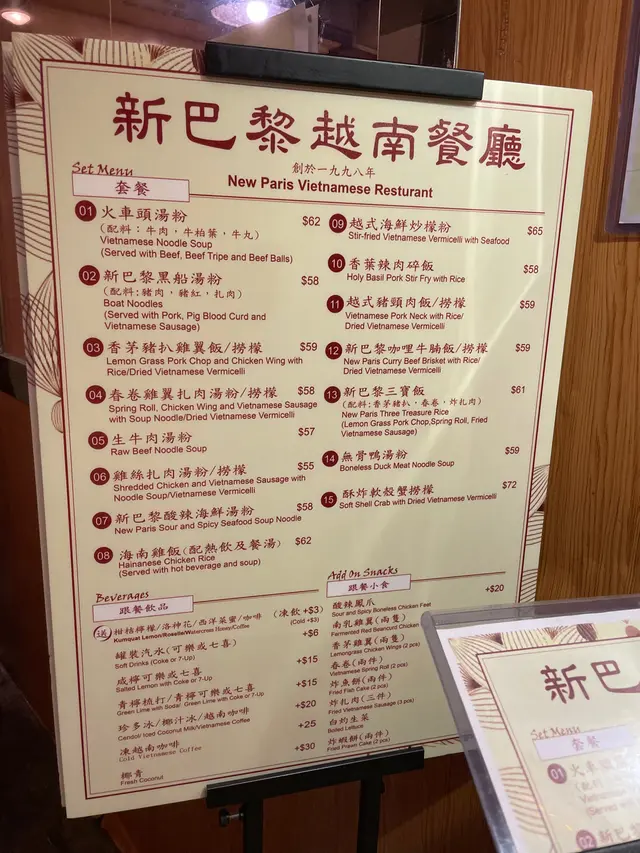 新巴黎越南餐廳
創於一九九八年
New Paris Vietnamese Resturant
Set Menu
套餐
01 火車頭湯粉 $62
（配料：牛肉，牛柏葉，牛丸）
Vietnamese Noodle Soup
(Served with Beef, Beef Tripe and Beef Balls)
02 新巴黎黑船湯粉 $58
（配料:豬肉，豬紅，扎肉）
Boat Noodles
(Served with Pork, Pig Blood Curd and
Vietnamese Sausage)
03 香茅豬扒雞翼飯/撈檬 $59
Lemon Grass Pork Chop and Chicken Wing with
Rice/Dried Vietnamese Vermicelli
04 春卷雞翼扎肉湯粉/撈檬 $58
Spring Roll, Chicken Wing and Vietnamese Sausage
with Soup Noodle/Dried Vietnamese Vermicelli
05 生牛肉湯粉 $57
Raw Beef Noodle Soup
06 雞絲扎肉湯粉/撈檬 $55
Shredded Chicken and Vietnamese Sausage with
Noodle Soup/Vietnamese Vermicelli
07 新巴黎酸辣海鮮湯粉 $58
New Paris Sour and Spicy Seafood Soup Noodle
08 海南雞飯(配熱飲及餐湯) $62
Hainanese Chicken Rice
(Served with hot beverage and soup)
09 越式海鮮炒檬粉 $65
Stir-fried Vietnamese Vermicelli with Seafood
10 香葉辣肉碎飯 $58
Holy Basil Pork Stir Fry with Rice
11 越式豬頸肉飯/撈檬 $59
Vietnamese Pork Neck with Rice/
Dried Vietnamese Vermicelli
12 新巴黎咖哩牛腩飯/撈檬 $59
New Paris Curry Beef Brisket with Rice/
Dried Vietnamese Vermicelli
13 新巴黎三寶飯 $61
(配料:香茅豬扒，春卷，炸扎肉)
New Paris Three Treasure Rice
(Lemon Grass Pork Chop,Spring Roll, Fried
Vietnamese Sausage)
14 無骨鴨湯粉 $59
Boneless Duck Meat Noodle Soup
15 酥炸軟殼蟹撈檬 $72
Soft Shell Crab with Dried Vietnamese Vermicelli
Beverages
跟餐飲品
送 柑桔檸檬/洛神花/西洋菜蜜/咖啡 (凍飲+$3)
Kumquat Lemon/Roselle/Watercress Honey/Coffee (Cold +$3)
罐裝汽水(可樂或七喜) +$6
Soft Drinks (Coke or 7-Up)
咸檸可樂或七喜 +$15
Salted Lemon with Coke or 7-Up
青檸梳打/青檸可樂或七喜 +$15
Green Lime with Soda/ Green Lime with Coke or 7-Up
珍多冰/椰汁冰/越南咖啡 +$20
Cendol/ Iced Coconut Milk/Vietnamese Coffee
凍越南咖啡 +25
Cold Vietnamese Coffee
椰青 +$30
Fresh Coconut
Add On Snacks
跟餐小食 +$20
酸辣鳳爪
Sour and Spicy Boneless Chicken Feet
南乳雞翼(兩隻)
Fermented Red Beancurd Chicken
香茅雞翼(兩隻)
Lemongrass Chicken Wings (2 pcs)
春卷(兩件)
Vietnamese Spring Roll (2 pcs)
炸魚餅(兩件)
Fried Fish Cake (2 pcs)
炸扎肉(三件)
Fried Vietnamese Sausage (3 pcs)
白灼生菜
Boiled Lettuce
炸蝦餅(兩件)
Fried Prawn Cake (2 pcs)
新巴
Set Menu
套餐
01 火車頭
(配料
Vietnam
(Served w
02 新巴黎